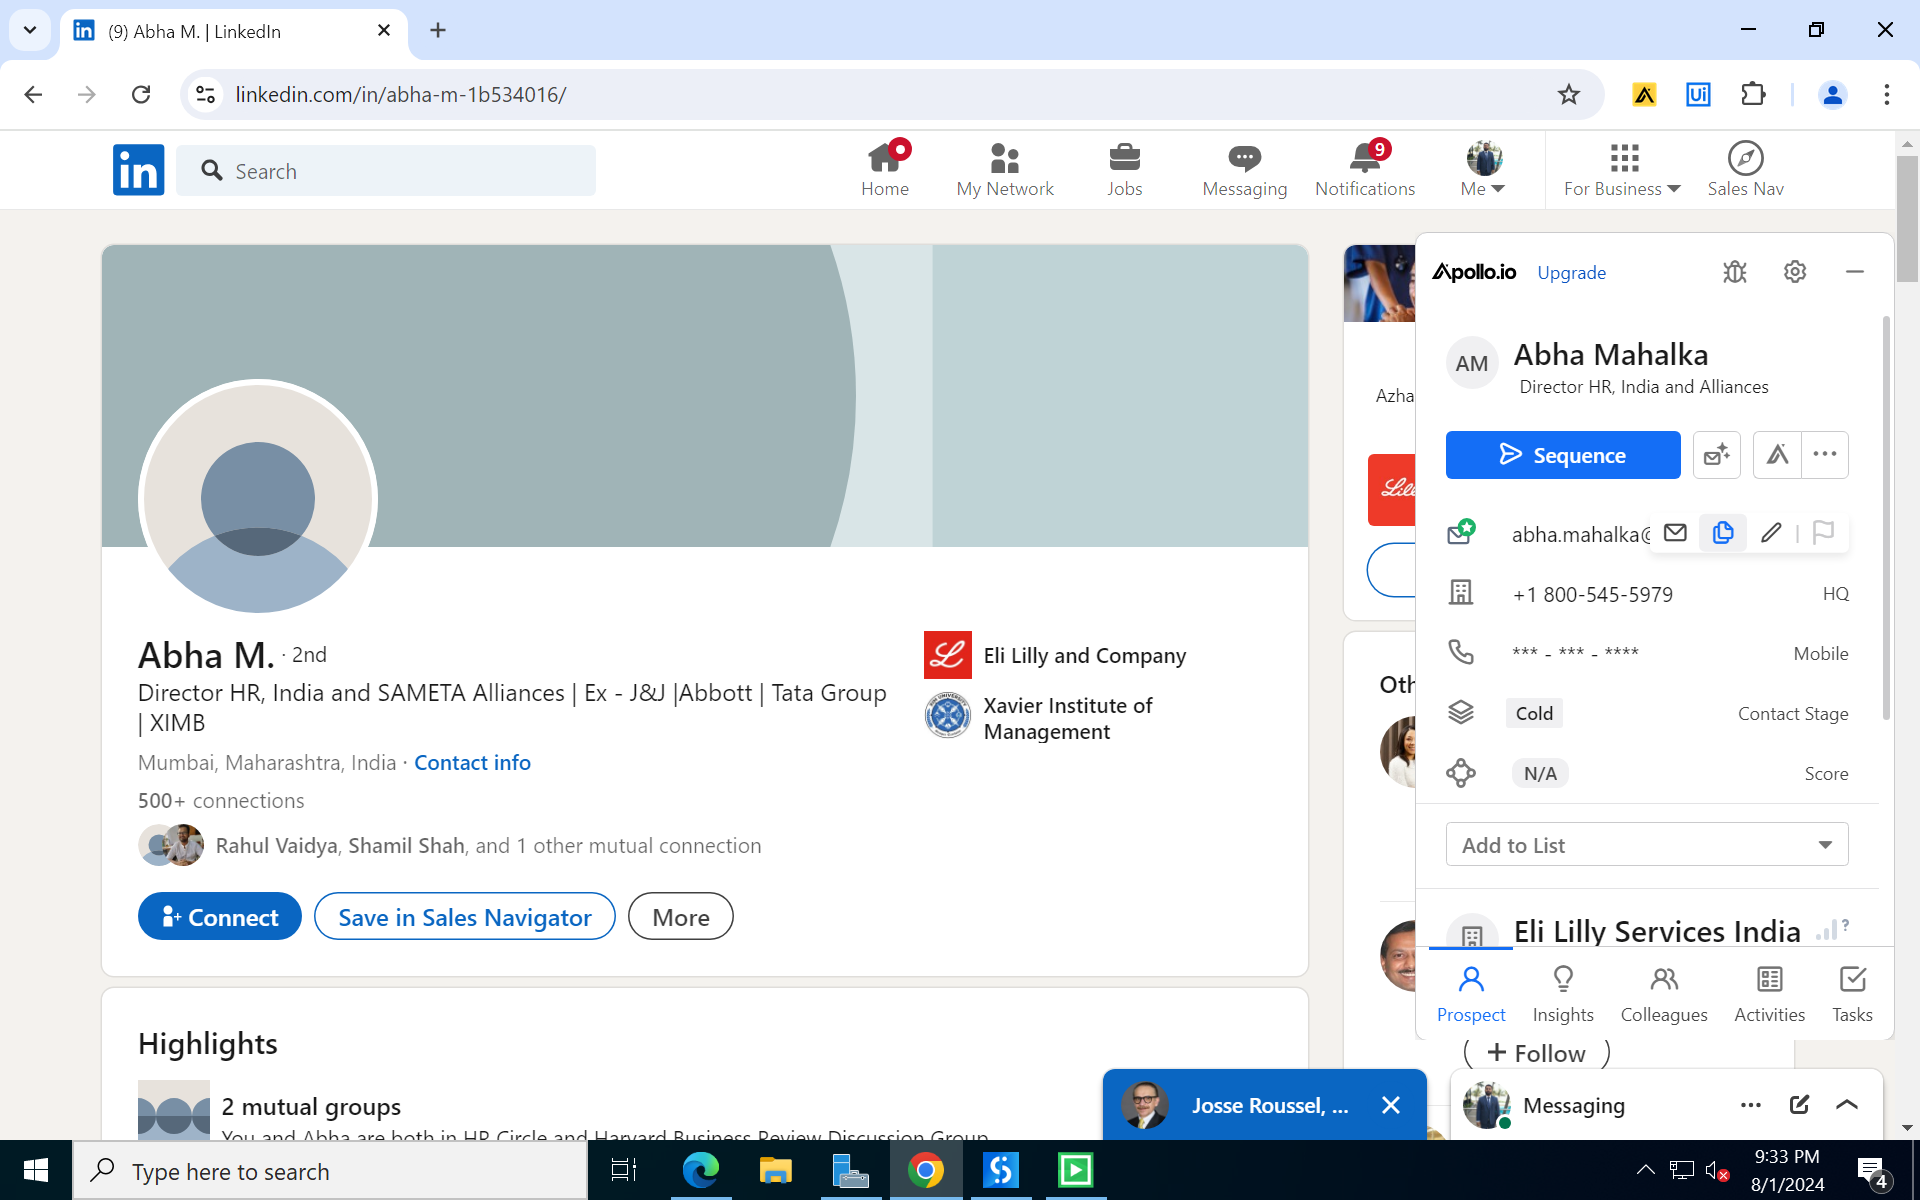 (9) Abha M. | LinkedIn
linkedin.com/in/abha-m-1b534016/
Ui
in
Search
Home
My Network
Jobs
Messaging
9
Notifications
Me
For Business
Sales Nav
Apollo.io
Upgrade
AM
Abha Mahalka
Director HR, India and Alliances
Azha
Sequence
abha.mahalka@
+1 800-545-5979
HQ
*** - *** - ****
Mobile
Cold
Contact Stage
N/A
Score
Add to List
Eli Lilly Services India
?
Prospect
Insights
Colleagues
Activities
Tasks
Abha M. · 2nd
Director HR, India and SAMETA Alliances | Ex - J&J |Abbott | Tata Group
| XIMB
Mumbai, Maharashtra, India · Contact info
500+ connections
Rahul Vaidya, Shamil Shah, and 1 other mutual connection
Eli Lilly and Company
Xavier Institute of
Management
Connect
Save in Sales Navigator
More
Highlights
2 mutual groups
You and Abha are both in HR Circle and Harvard Business Review Discussion Group
Oth
+ Follow
Josse Roussel, ...
Messaging
Type here to search
9:33 PM
8/1/2024
4